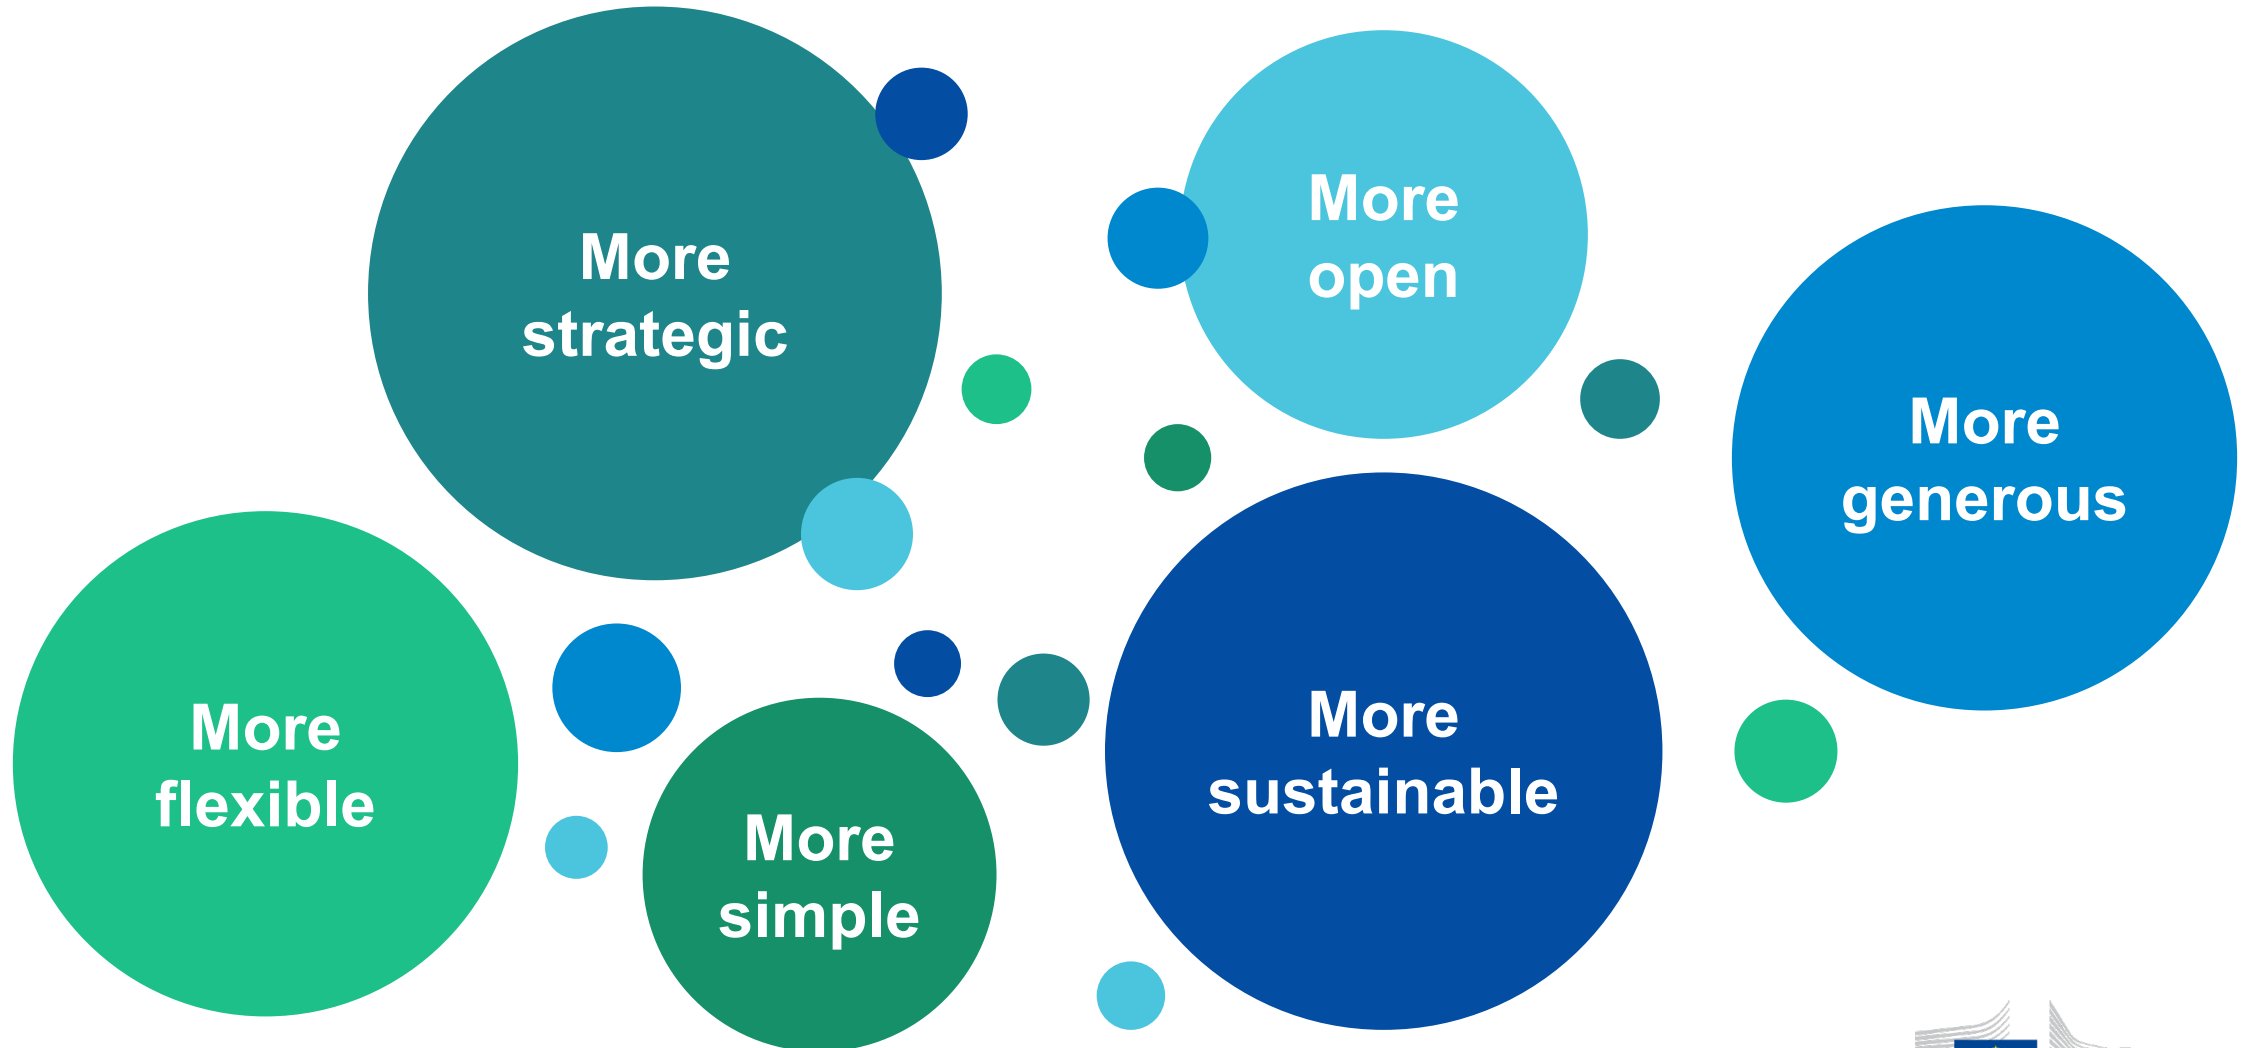 More
strategic
More
open
More
generous
More
flexible
More
simple
More
sustainable